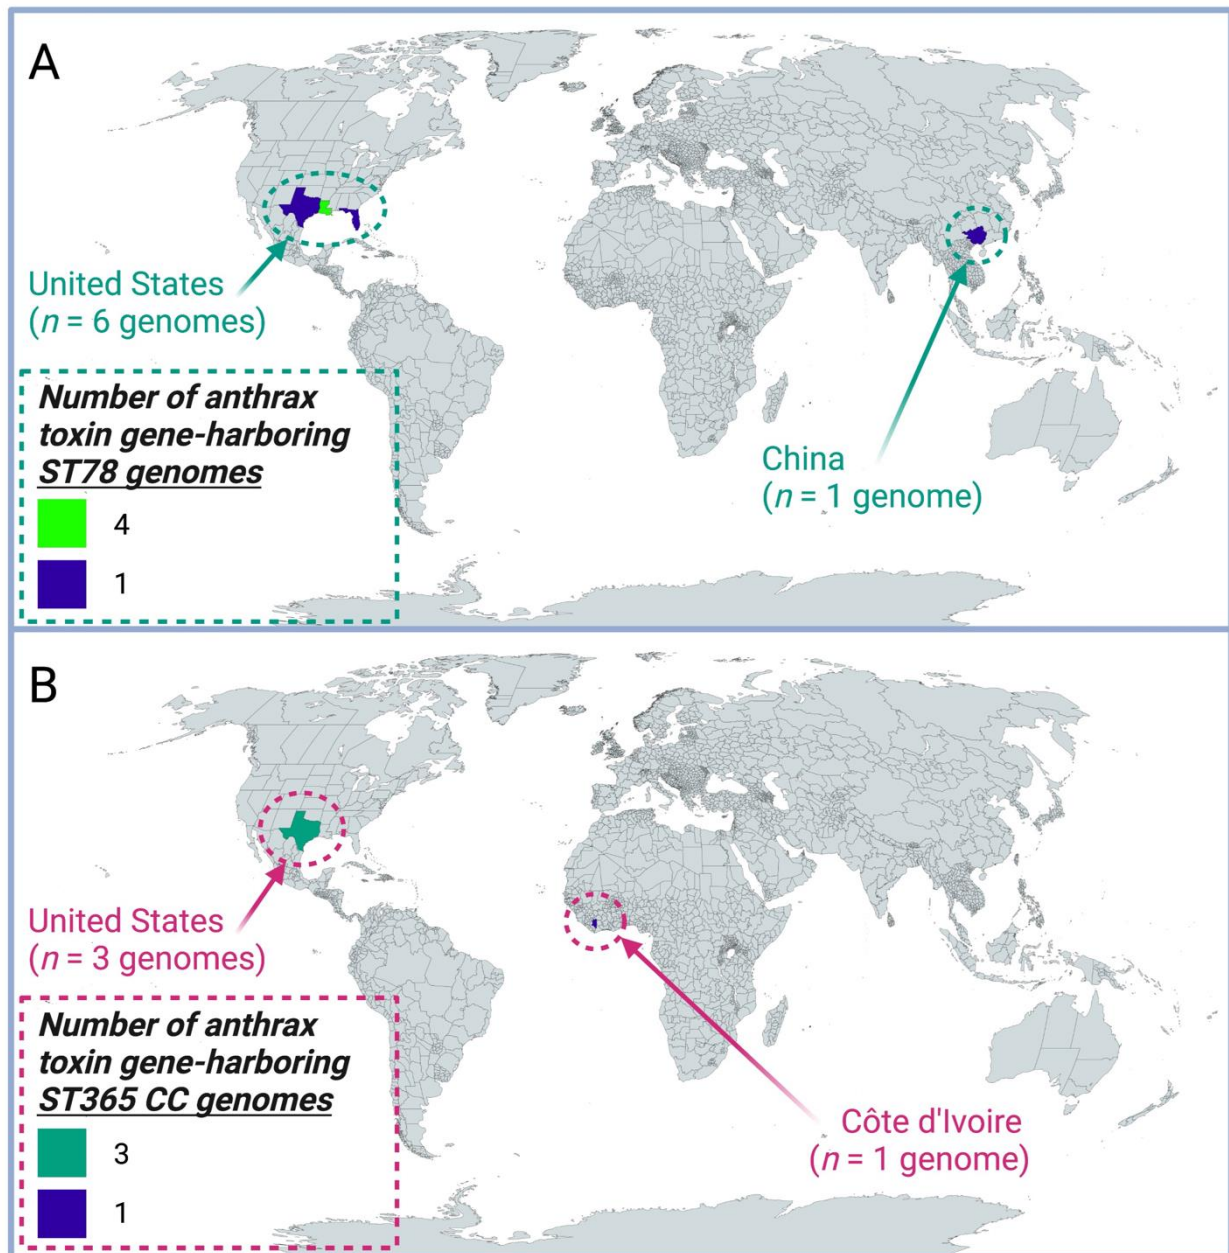 A
United States
(n = 6 genomes)
Number of anthrax
toxin gene-harboring
ST78 genomes
4
1
China
(n = 1 genome)
B
United States
(n = 3 genomes)
Number of anthrax
toxin gene-harboring
ST365 CC genomes
3
1
Côte d'Ivoire
(n = 1 genome)